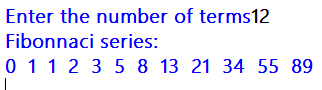 Enter the number of terms12
Fibonnaci series:
0 1 1 2 3 5 8 13 21 34 55 89